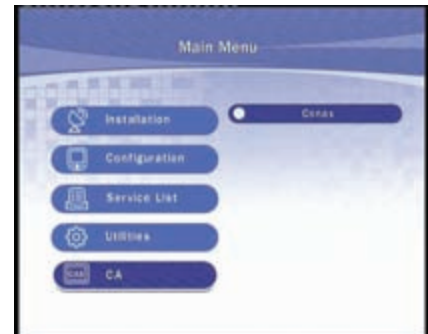 Main Menu
Installation
Conax
Configuration
Service List
Utilities
CA